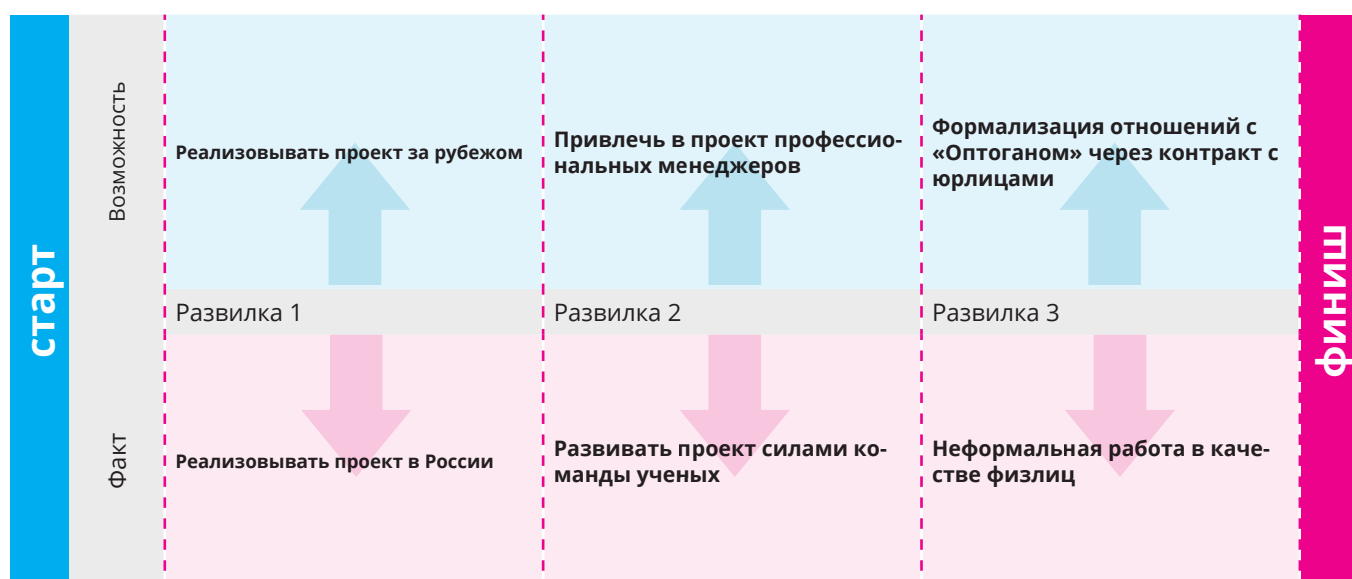 старт
Возможность
Реализовывать проект за рубежом
Привлечь в проект профессио-
нальных менеджеров
Формализация отношений с
«Оптоганом» через контракт с
юрлицами
Развилка 1
Развилка 2
Развилка 3
Факт
Реализовывать проект в России
Развивать проект силами ко-
манды ученых
Неформальная работа в каче-
стве физлиц
финиш